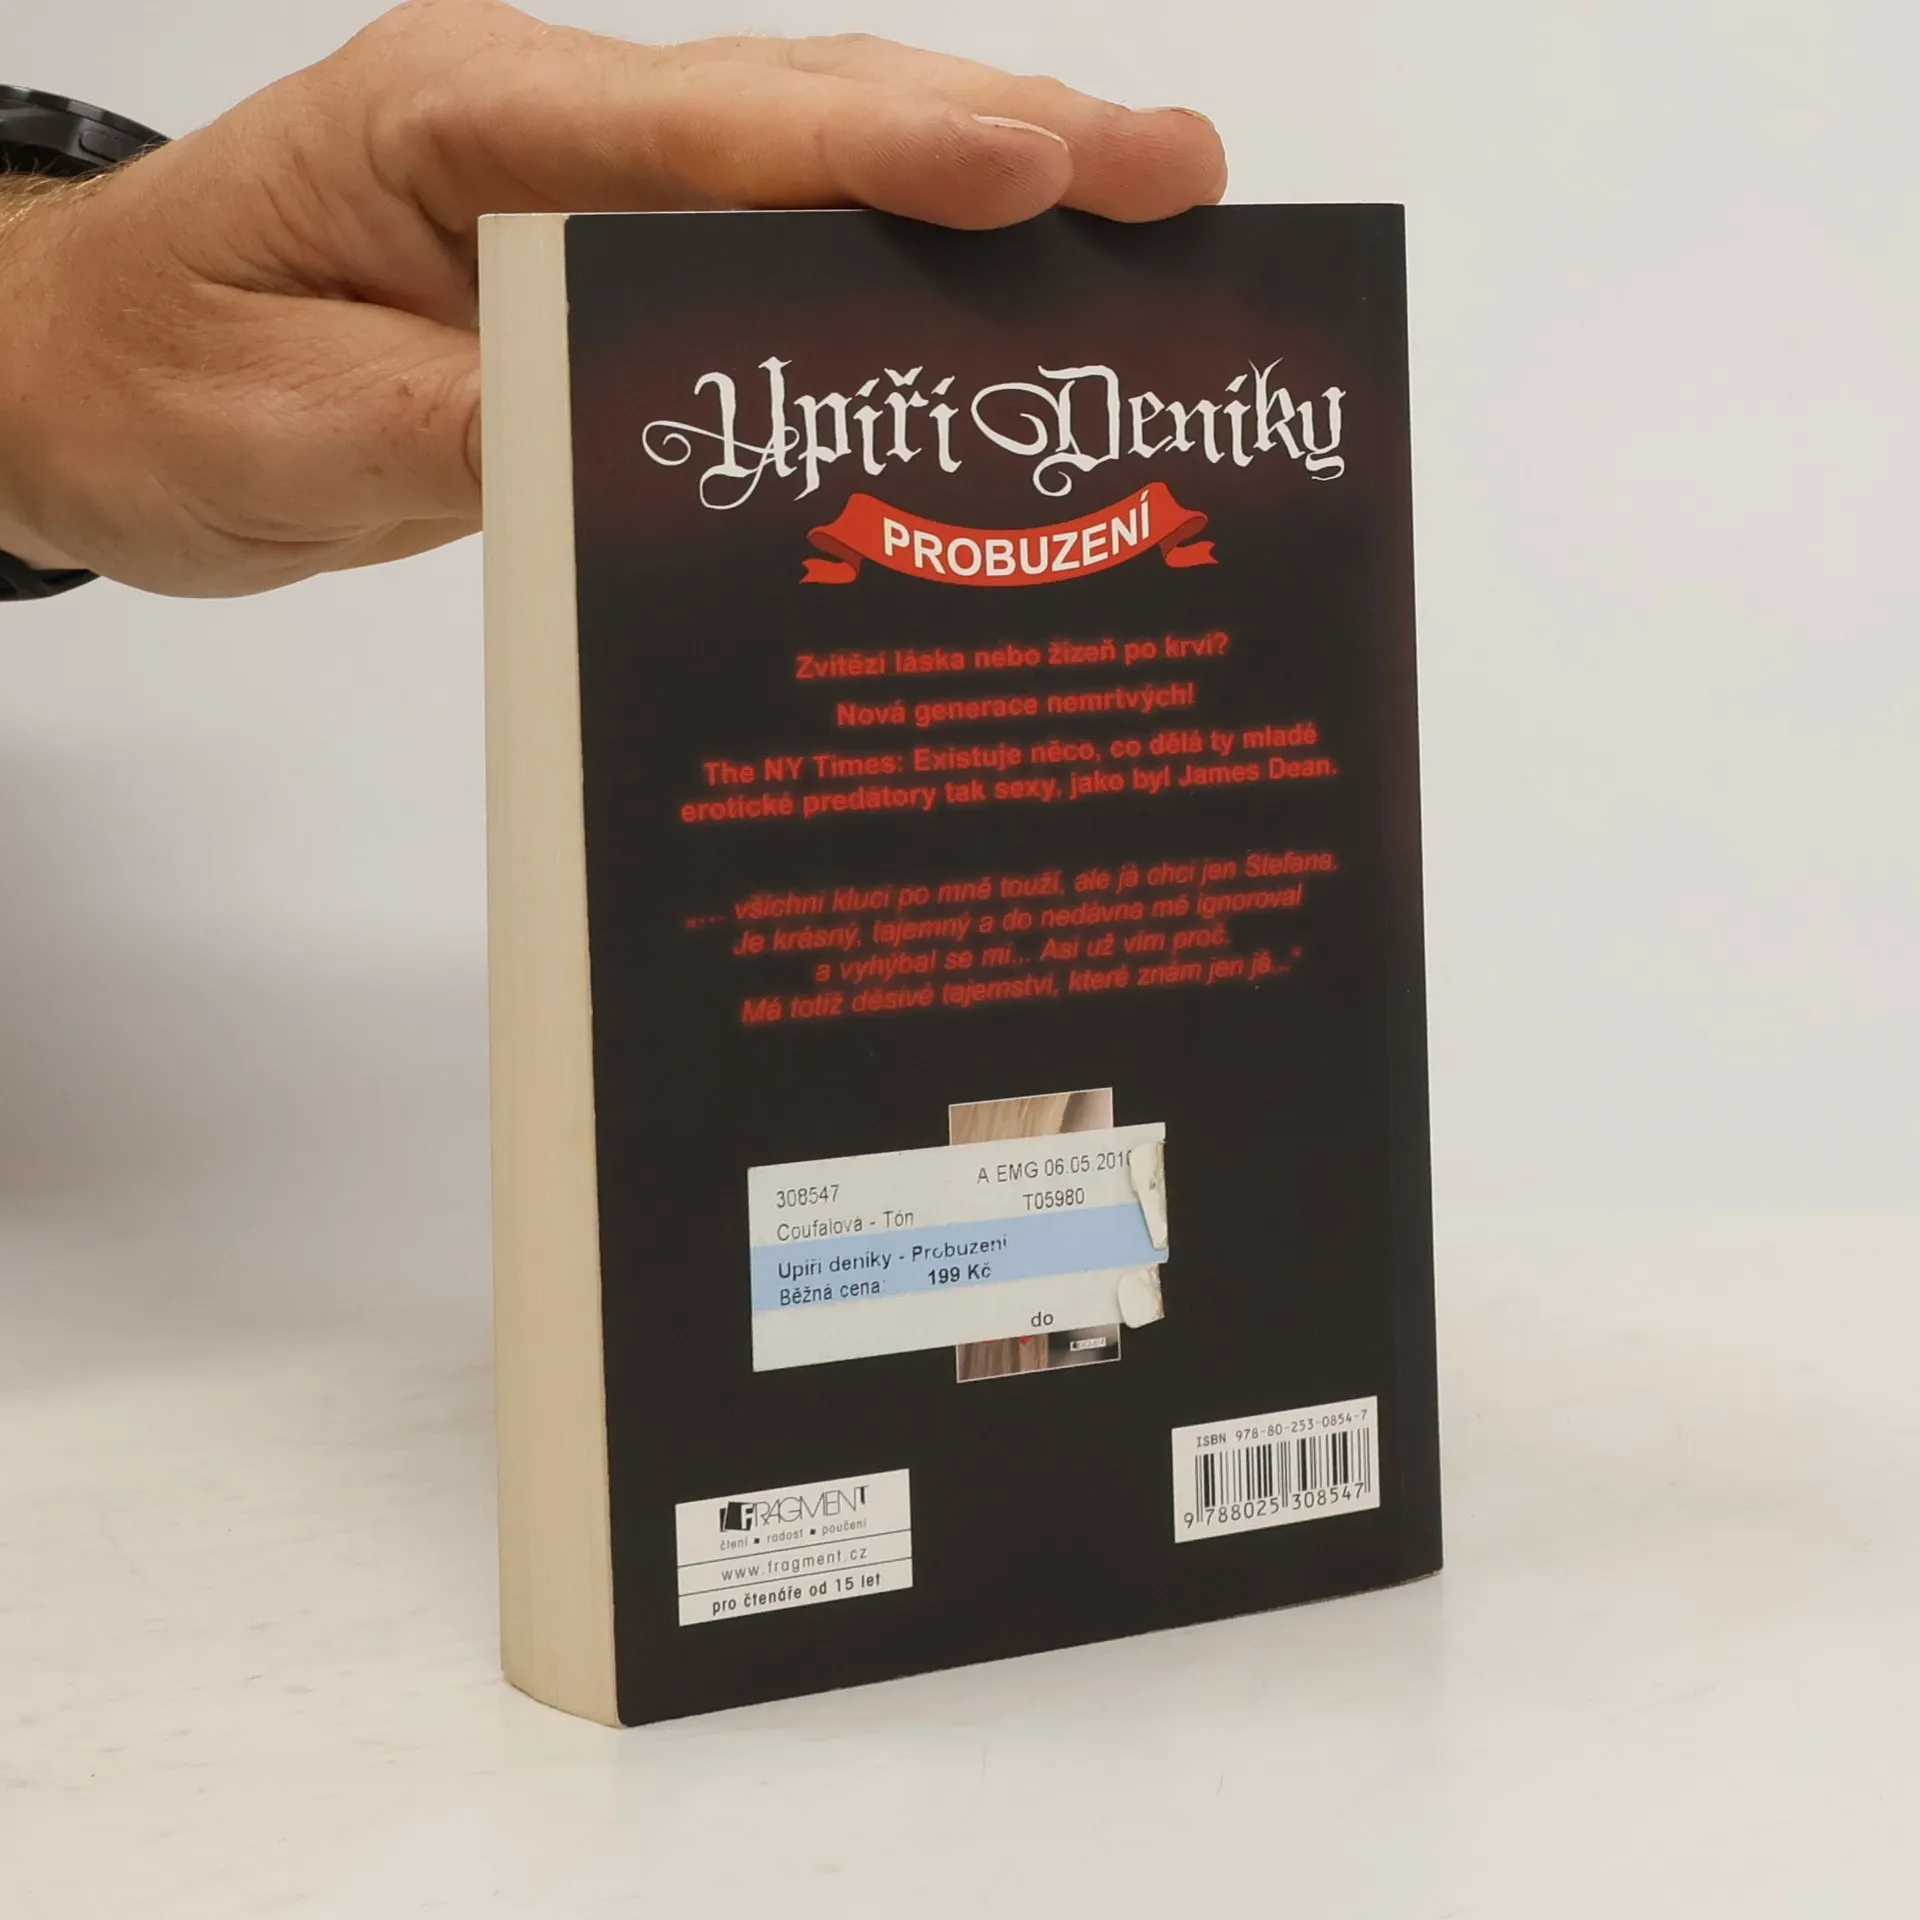 Upíří Deníky
PROBUZENÍ
Zvítězí láska nebo žízeň po krvi?
Nová generace nemrtvých!
The NY Times: Existuje něco, co dělá ty mladé
erotické predátory tak sexy, jako byl James Dean.
„... všichni kluci po mně touží, ale já chci jen Stefana.
Je krásný, tajemný a do nedávna mě ignoroval
a vyhýbal se mi... Asi už vím proč.
Má totiž děsivé tajemství, které znám jen já...“
308547 A EMG 06.05.2010
Coufalová - Tón T05980
Upíří deníky - Probuzení
Běžná cena: 199 Kč
do
ISBN 978-80-253-0854-7
9 788025 308547
FRAGMENT
čtení ■ radost ■ poučení
www.fragment.cz
pro čtenáře od 15 let